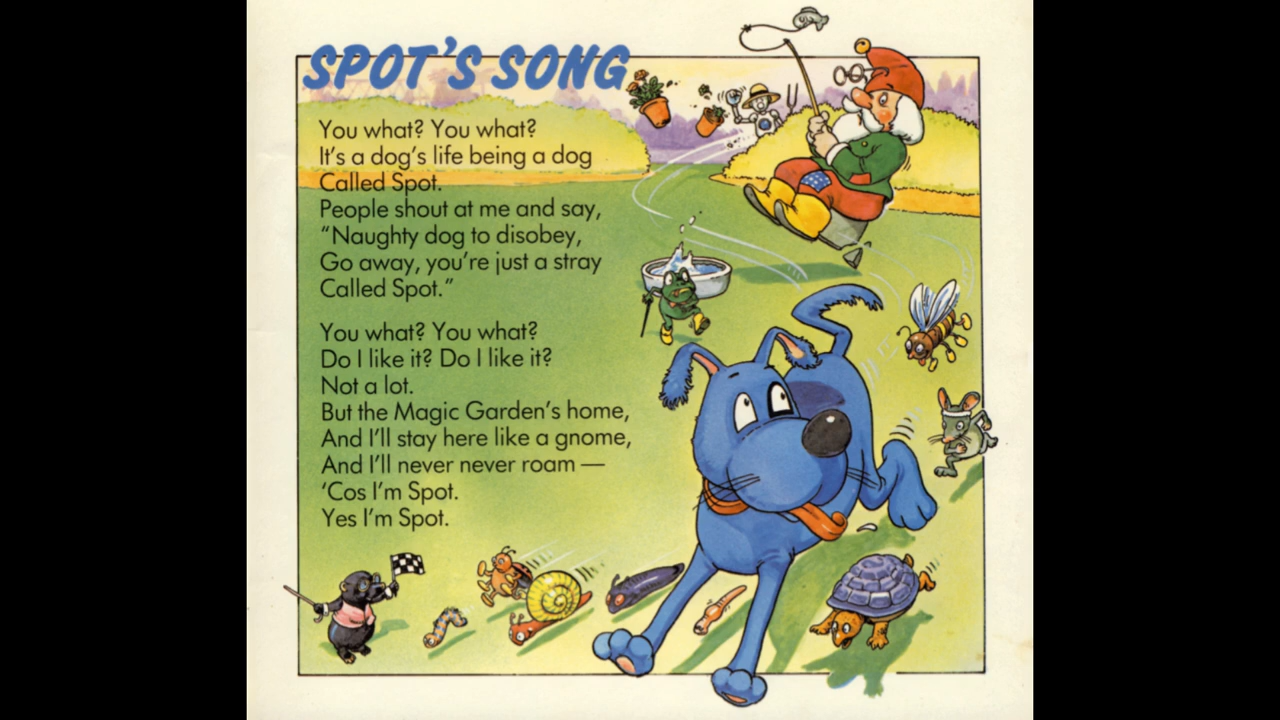 SPOT'S SONG
You what? You what?
It's a dog's life being a dog
Called Spot.
People shout at me and say,
“Naughty dog to disobey,
Go away, you're just a stray
Called Spot.”
You what? You what?
Do I like it? Do I like it?
Not a lot.
But the Magic Garden's home,
And I'll stay here like a gnome,
And I'll never never roam —
‘Cos I'm Spot.
Yes I'm Spot.